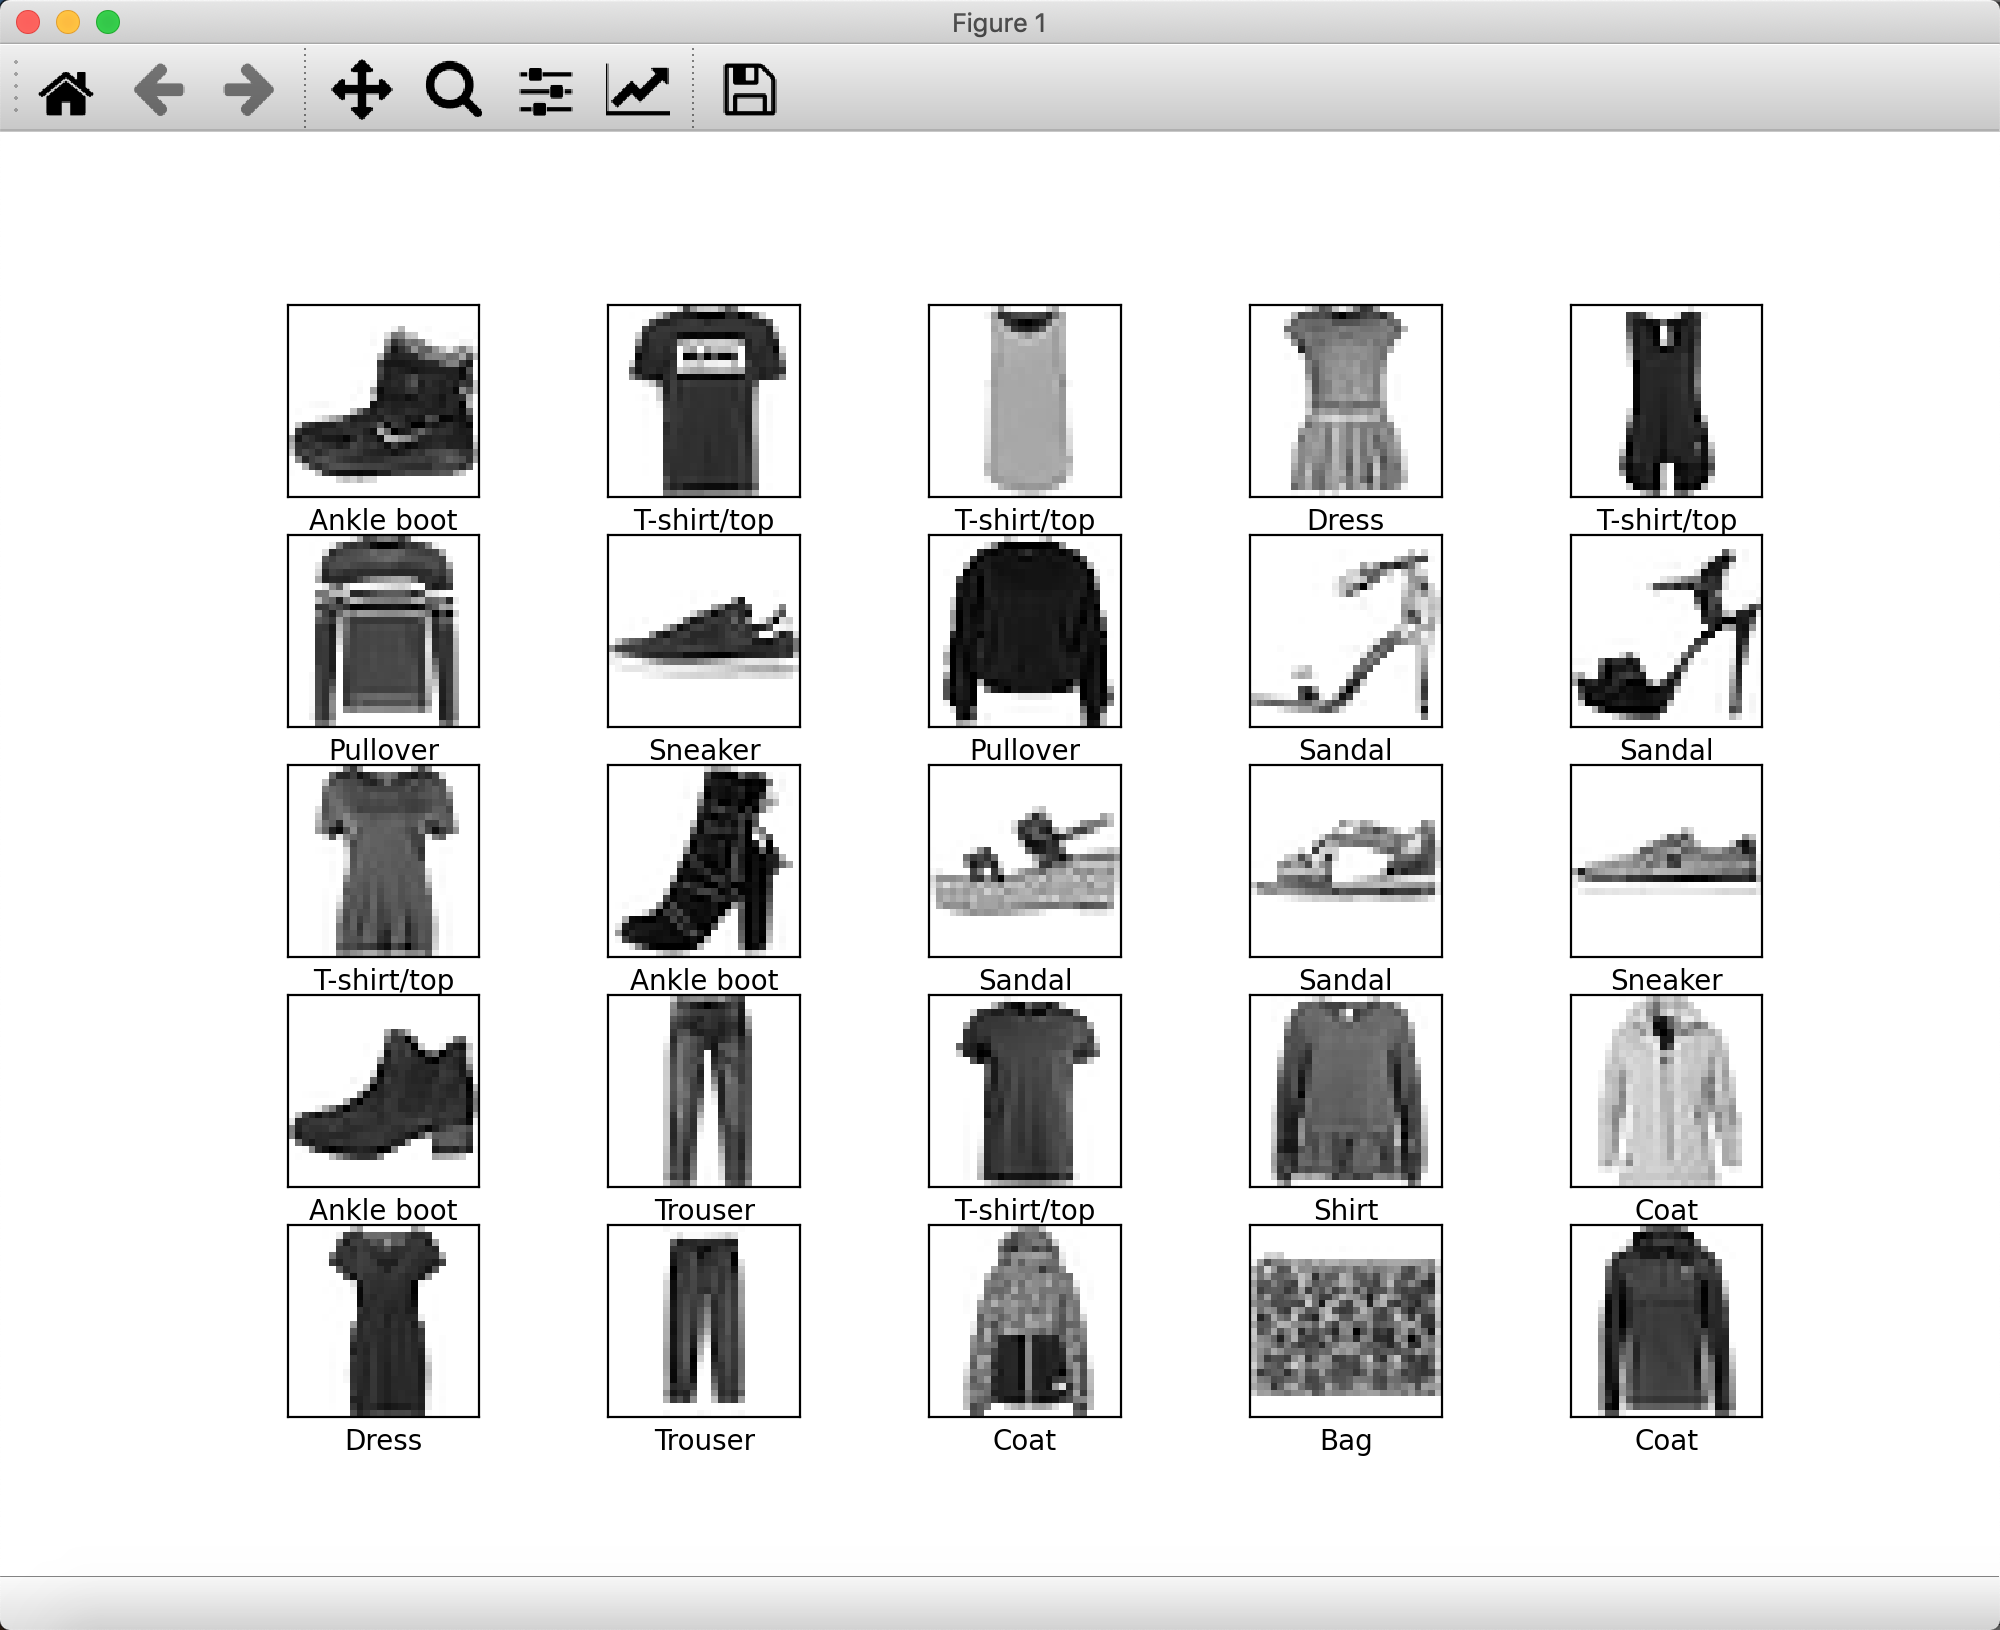 Figure 1
Ankle boot T-shirt/top T-shirt/top Dress T-shirt/top
Pullover Sneaker Pullover Sandal Sandal
T-shirt/top Ankle boot Sandal Sandal Sneaker
Ankle boot Trouser T-shirt/top Shirt Coat
Dress Trouser Coat Bag Coat